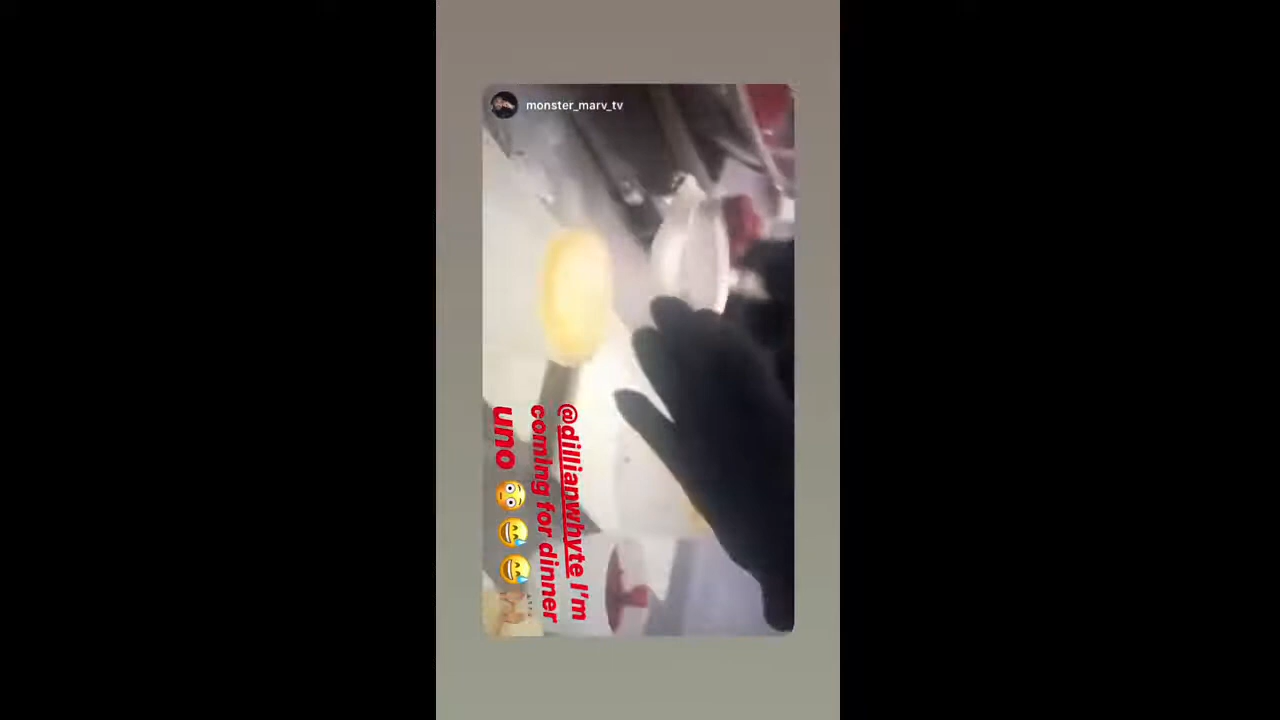 monster_marv_tv
@dillianwhyte I'm
coming for dinner
uno 😳😅😅